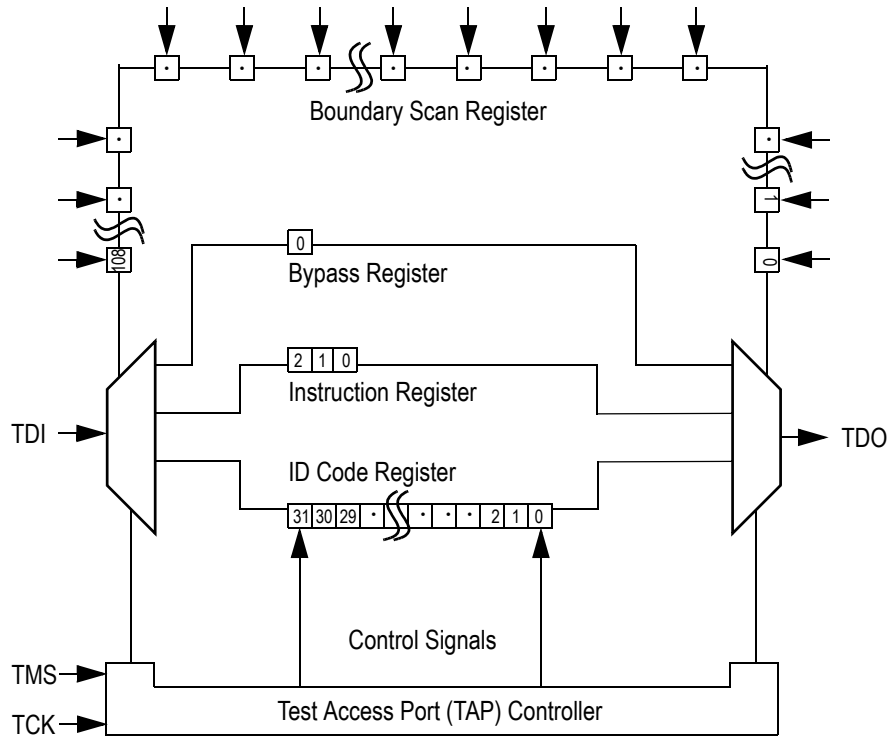 · · · · · · · ·
Boundary Scan Register
· ·
· 1
108 0
0
Bypass Register
2 1 0
Instruction Register
TDI TDO
ID Code Register
31 30 29 · · · · 2 1 0
Control Signals
TMS
Test Access Port (TAP) Controller
TCK